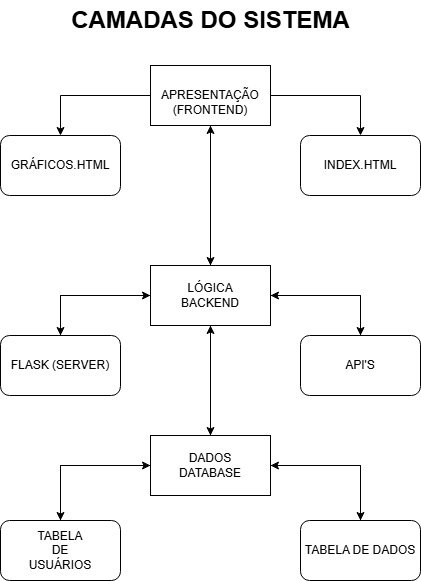 CAMADAS DO SISTEMA
APRESENTAÇÃO
(FRONTEND)
GRÁFICOS.HTML
INDEX.HTML
LÓGICA
BACKEND
FLASK (SERVER)
API'S
DADOS
DATABASE
TABELA
DE
USUÁRIOS
TABELA DE DADOS